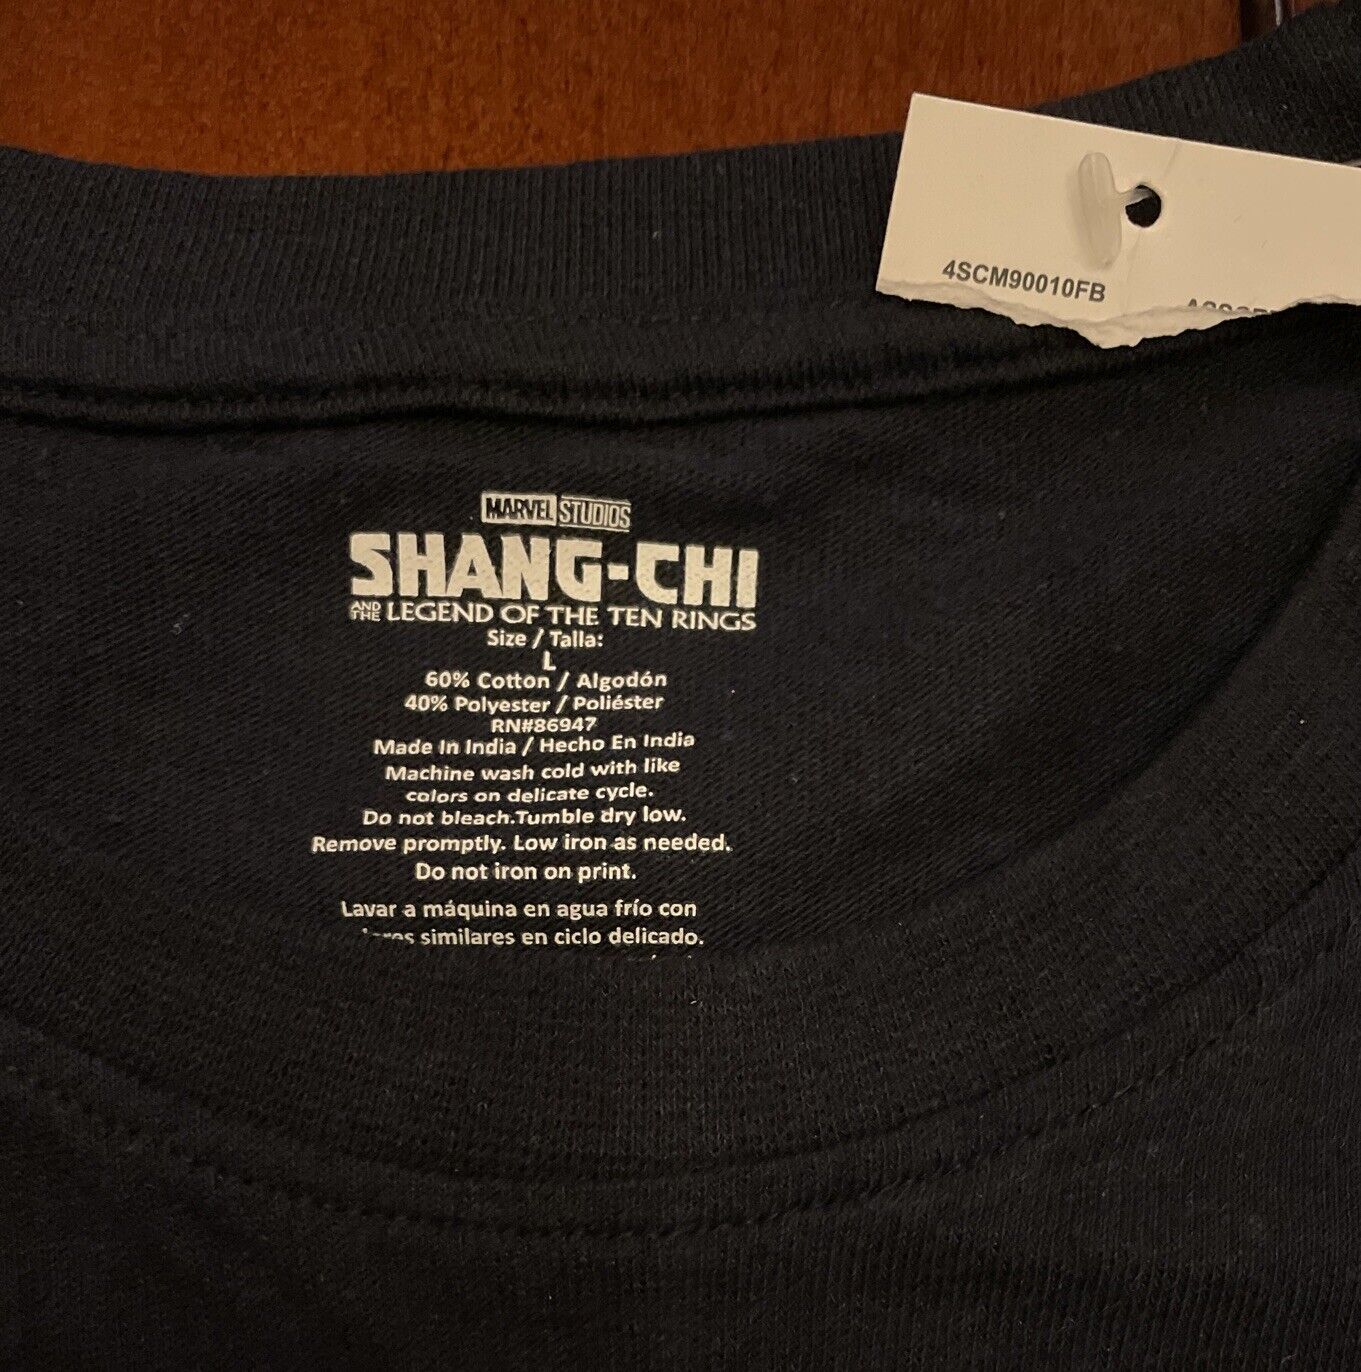 4SCM90010FB
MARVEL STUDIOS
SHANG-CHI
AND THE LEGEND OF THE TEN RINGS
Size / Talla:
L
60% Cotton / Algodón
40% Polyester / Poliéster
RN#86947
Made In India / Hecho En India
Machine wash cold with like
colors on delicate cycle.
Do not bleach.Tumble dry low.
Remove promptly. Low iron as needed.
Do not iron on print.
Lavar a máquina en agua frío con
similares en ciclo delicado.